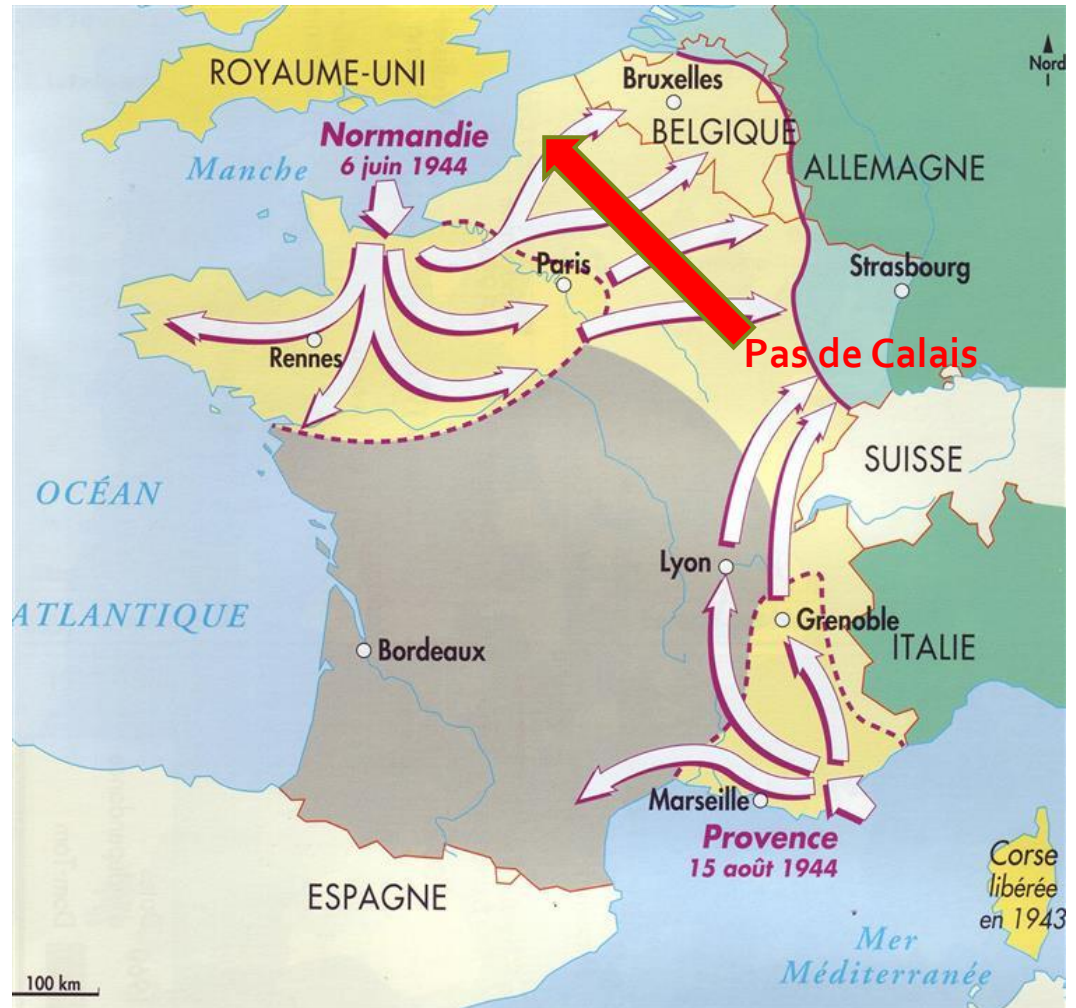 ROYAUME-UNI
Nord
Bruxelles
Normandie
6 juin 1944
BELGIQUE
Manche
ALLEMAGNE
Paris
Strasbourg
Rennes
Pas de Calais
SUISSE
OCÉAN
Lyon
ATLANTIQUE
Grenoble
Bordeaux
ITALIE
Marseille
Provence
15 août 1944
Corse
libérée
en 1943
ESPAGNE
Mer
Méditerranée
100 km